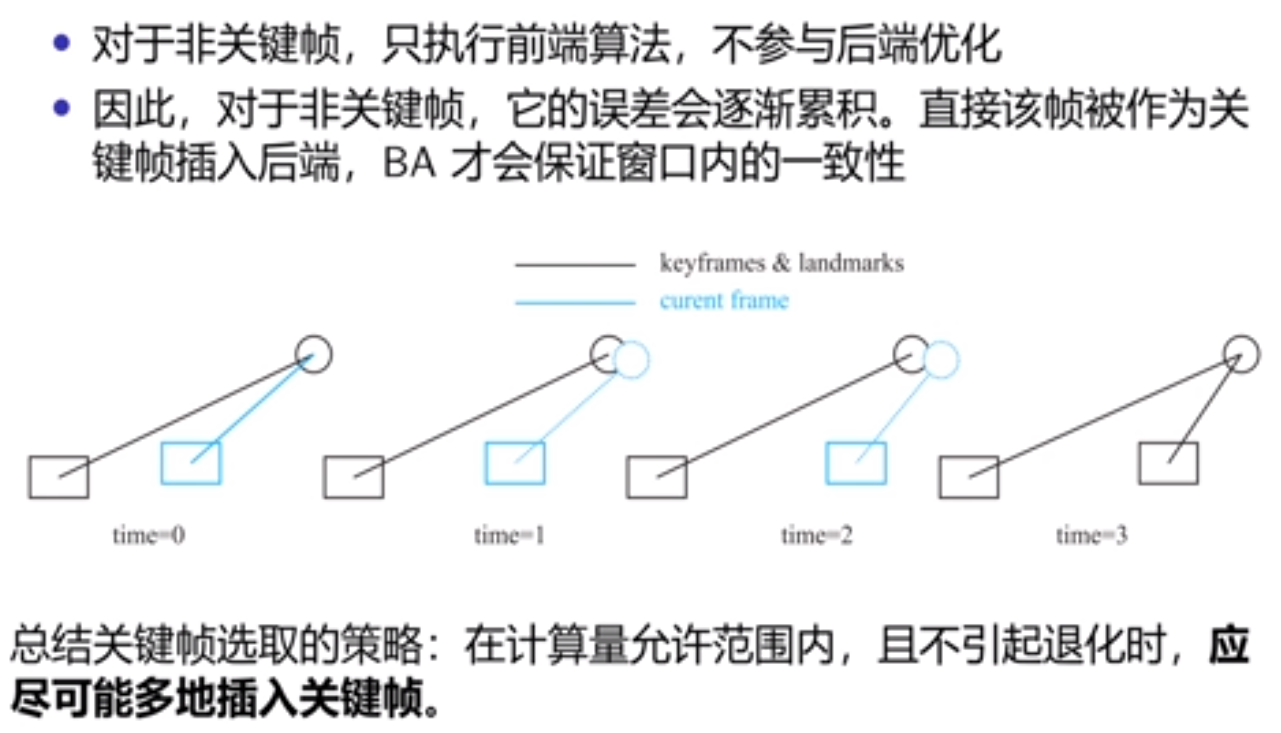 • 对于非关键帧，只执行前端算法，不参与后端优化
• 因此，对于非关键帧，它的误差会逐渐累积。直接该帧被作为关
键帧插入后端，BA 才会保证窗口内的一致性
keyframes & landmarks
curent frame
time=0
time=1
time=2
time=3
总结关键帧选取的策略：在计算量允许范围内，且不引起退化时，应
尽可能多地插入关键帧。